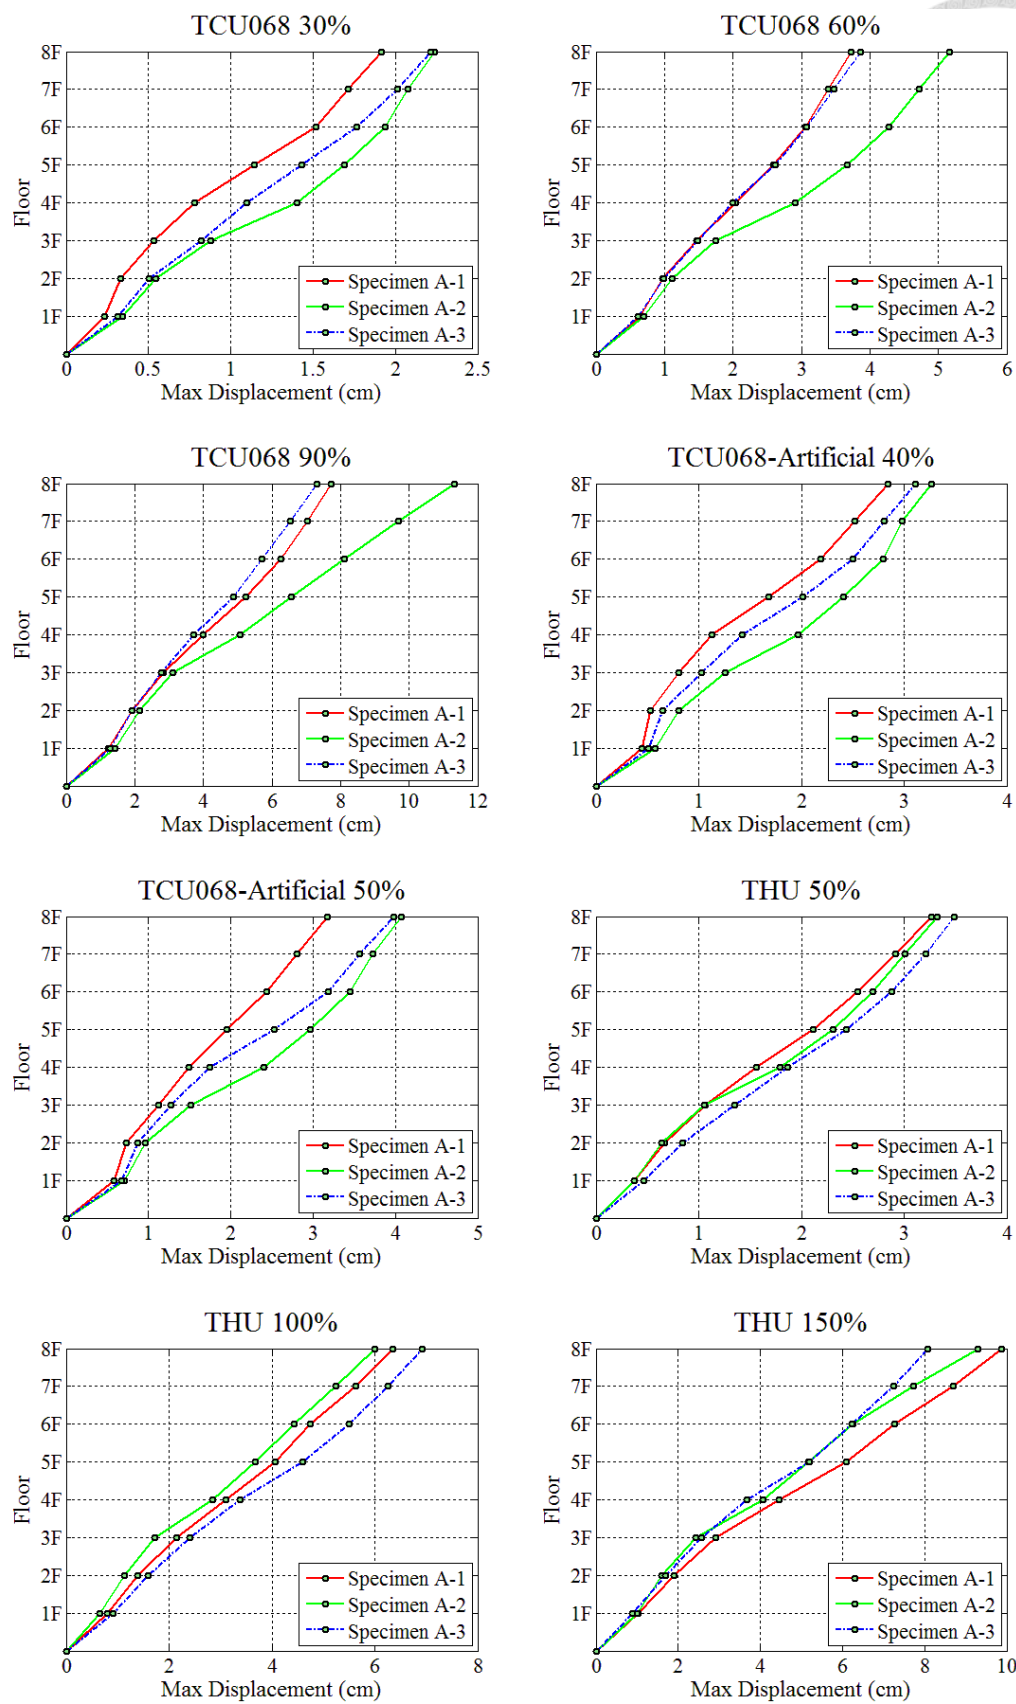 TCU068 30%
8F
7F
6F
5F
4F
3F
2F
1F
Floor
Specimen A-1
Specimen A-2
Specimen A-3
0 0.5 1 1.5 2 2.5
Max Displacement (cm)
TCU068 60%
8F
7F
6F
5F
4F
3F
2F
1F
Floor
Specimen A-1
Specimen A-2
Specimen A-3
0 1 2 3 4 5 6
Max Displacement (cm)
TCU068 90%
8F
7F
6F
5F
4F
3F
2F
1F
Floor
Specimen A-1
Specimen A-2
Specimen A-3
0 2 4 6 8 10 12
Max Displacement (cm)
TCU068-Artificial 40%
8F
7F
6F
5F
4F
3F
2F
1F
Floor
Specimen A-1
Specimen A-2
Specimen A-3
0 1 2 3 4
Max Displacement (cm)
TCU068-Artificial 50%
8F
7F
6F
5F
4F
3F
2F
1F
Floor
Specimen A-1
Specimen A-2
Specimen A-3
0 1 2 3 4 5
Max Displacement (cm)
THU 50%
8F
7F
6F
5F
4F
3F
2F
1F
Floor
Specimen A-1
Specimen A-2
Specimen A-3
0 1 2 3 4
Max Displacement (cm)
THU 100%
8F
7F
6F
5F
4F
3F
2F
1F
Floor
Specimen A-1
Specimen A-2
Specimen A-3
0 2 4 6 8
Max Displacement (cm)
THU 150%
8F
7F
6F
5F
4F
3F
2F
1F
Floor
Specimen A-1
Specimen A-2
Specimen A-3
0 2 4 6 8 10
Max Displacement (cm)